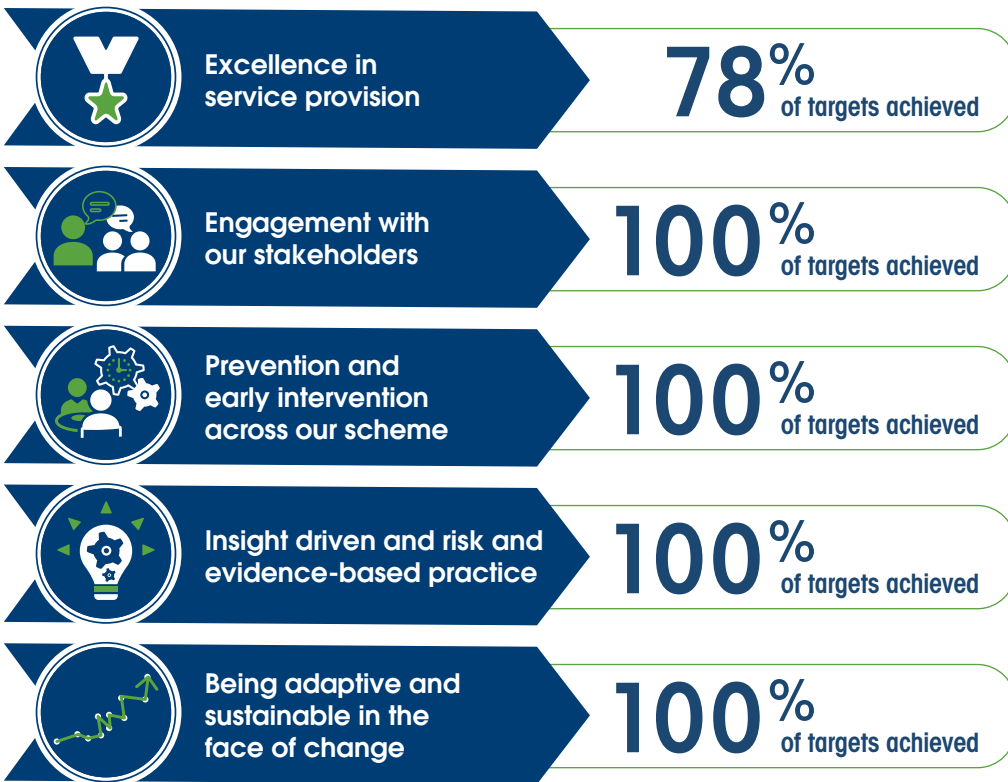 Excellence in
service provision
78%
of targets achieved
Engagement with
our stakeholders
100%
of targets achieved
Prevention and
early intervention
across our scheme
100%
of targets achieved
Insight driven and risk and
evidence-based practice
100%
of targets achieved
Being adaptive and
sustainable in the
face of change
100%
of targets achieved